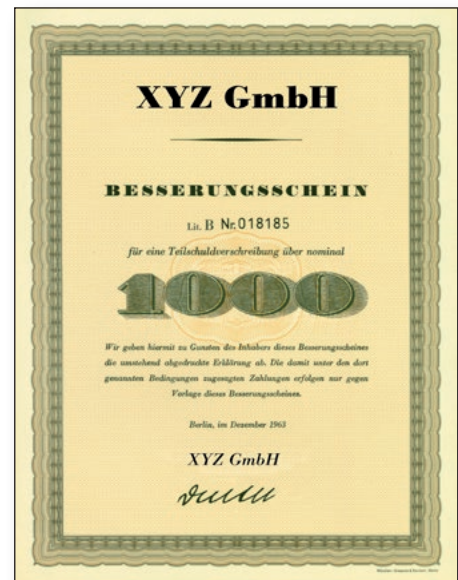 XYZ GmbH
BESSERUNGSSCHEIN
Lit. B Nr. 018185
für eine Teilschuldverschreibung über nominal
1000
Wir geben hiermit zu Gunsten des Inhabers dieses Besserungsscheines
die umstehend abgedruckte Erklärung ab. Die damit unter den dort
genannten Bedingungen zugesagten Zahlungen erfolgen nur gegen
Vorlage dieses Besserungsscheines.
Berlin, im Dezember 1963
XYZ GmbH